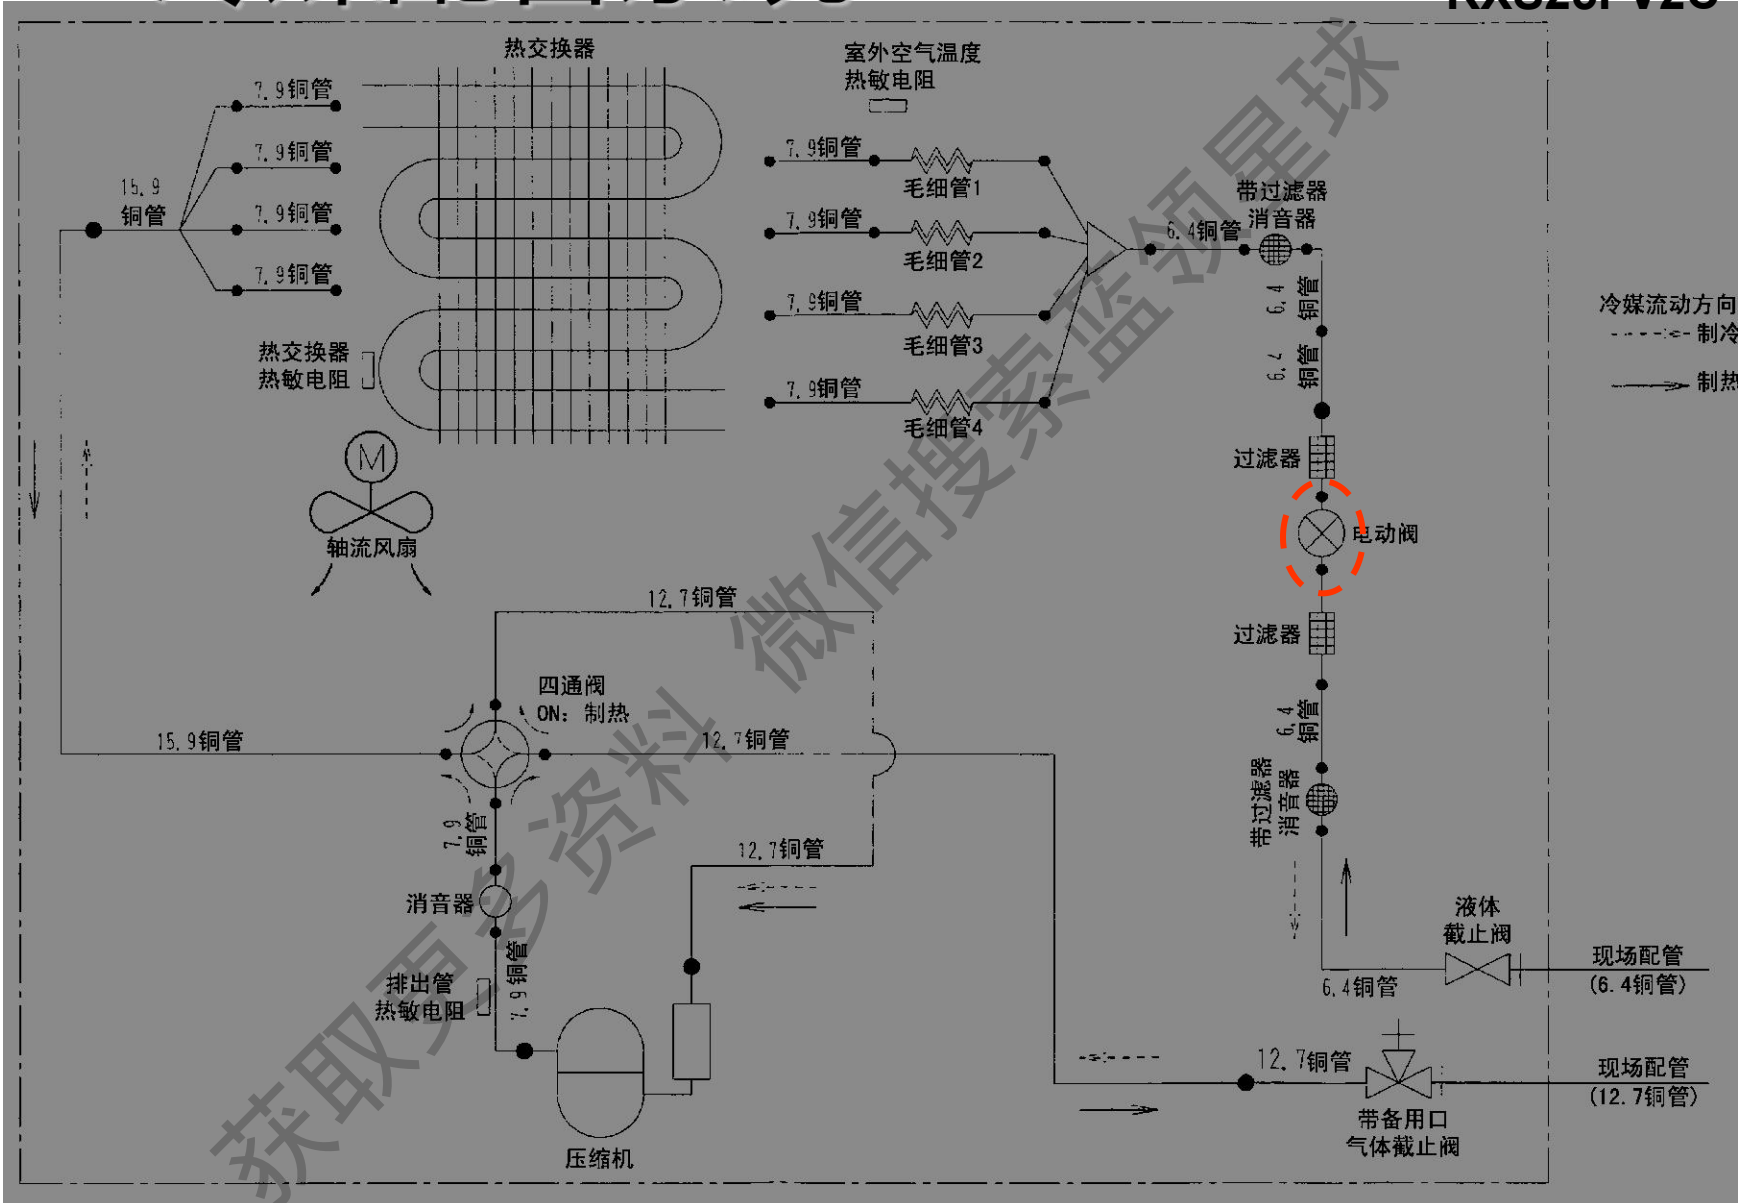 热交换器
室外空气温度
热敏电阻
7.9铜管
7.9铜管
7.9铜管
7.9铜管
15.9
铜管
7.9铜管
毛细管1
7.9铜管
毛细管2
7.9铜管
毛细管3
7.9铜管
毛细管4
带过滤器
消音器
6.4铜管
6.4
铜管
铜管
冷媒流动方向
制冷
制热
热交换器
热敏电阻
M
轴流风扇
过滤器
电动阀
过滤器
6.4
铜管
带过滤器
消音器
12.7铜管
四通阀
ON: 制热
15.9铜管
12.7铜管
7.9
铜管
12.7铜管
消音器
7.9铜管
排出管
热敏电阻
压缩机
液体
截止阀
6.4铜管
现场配管
(6.4铜管)
12.7铜管
现场配管
(12.7铜管)
带备用口
气体截止阀
获取更多资料 微信搜索蓝领星球